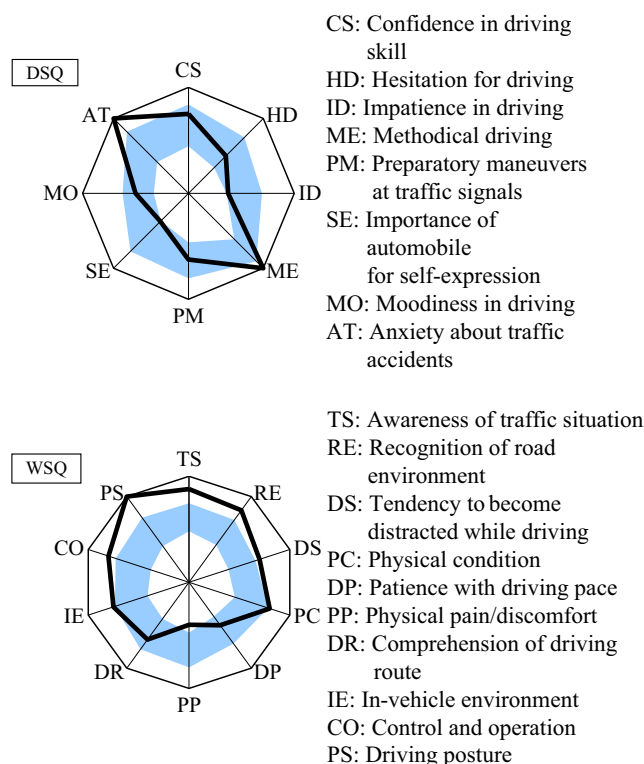 DSQ
CS
HD
ID
ME
PM
SE
MO
AT
CS: Confidence in driving
skill
HD: Hesitation for driving
ID: Impatience in driving
ME: Methodical driving
PM: Preparatory maneuvers
at traffic signals
SE: Importance of
automobile
for self-expression
MO: Moodiness in driving
AT: Anxiety about traffic
accidents
WSQ
TS
RE
DS
PC
DP
PP
DR
IE
CO
PS
TS: Awareness of traffic situation
RE: Recognition of road
environment
DS: Tendency to become
distracted while driving
PC: Physical condition
DP: Patience with driving pace
PP: Physical pain/discomfort
DR: Comprehension of driving
route
IE: In-vehicle environment
CO: Control and operation
PS: Driving posture